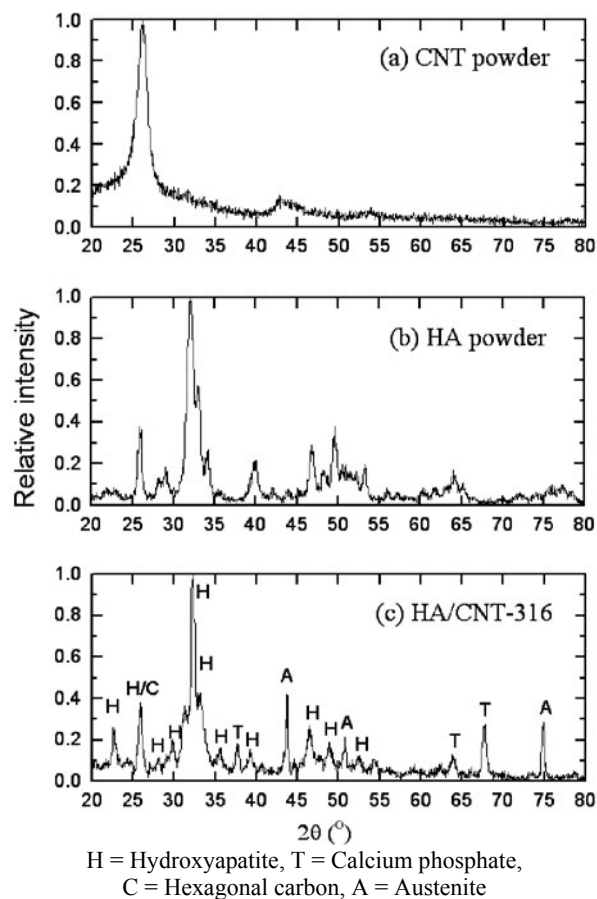 1.0
(a) CNT powder
0.8
0.6
0.4
0.2
0.0
20 25 30 35 40 45 50 55 60 65 70 75 80
Relative intensity
1.0
(b) HA powder
0.8
0.6
0.4
0.2
0.0
20 25 30 35 40 45 50 55 60 65 70 75 80
1.0
H
(c) HA/CNT-316
0.8
0.6
H
0.4
H/C
A
H
0.2
H
H
H
T
H
H
H
A
H
T
T
A
0.0
20 25 30 35 40 45 50 55 60 65 70 75 80
2θ (°)
H = Hydroxyapatite, T = Calcium phosphate,
C = Hexagonal carbon, A = Austenite